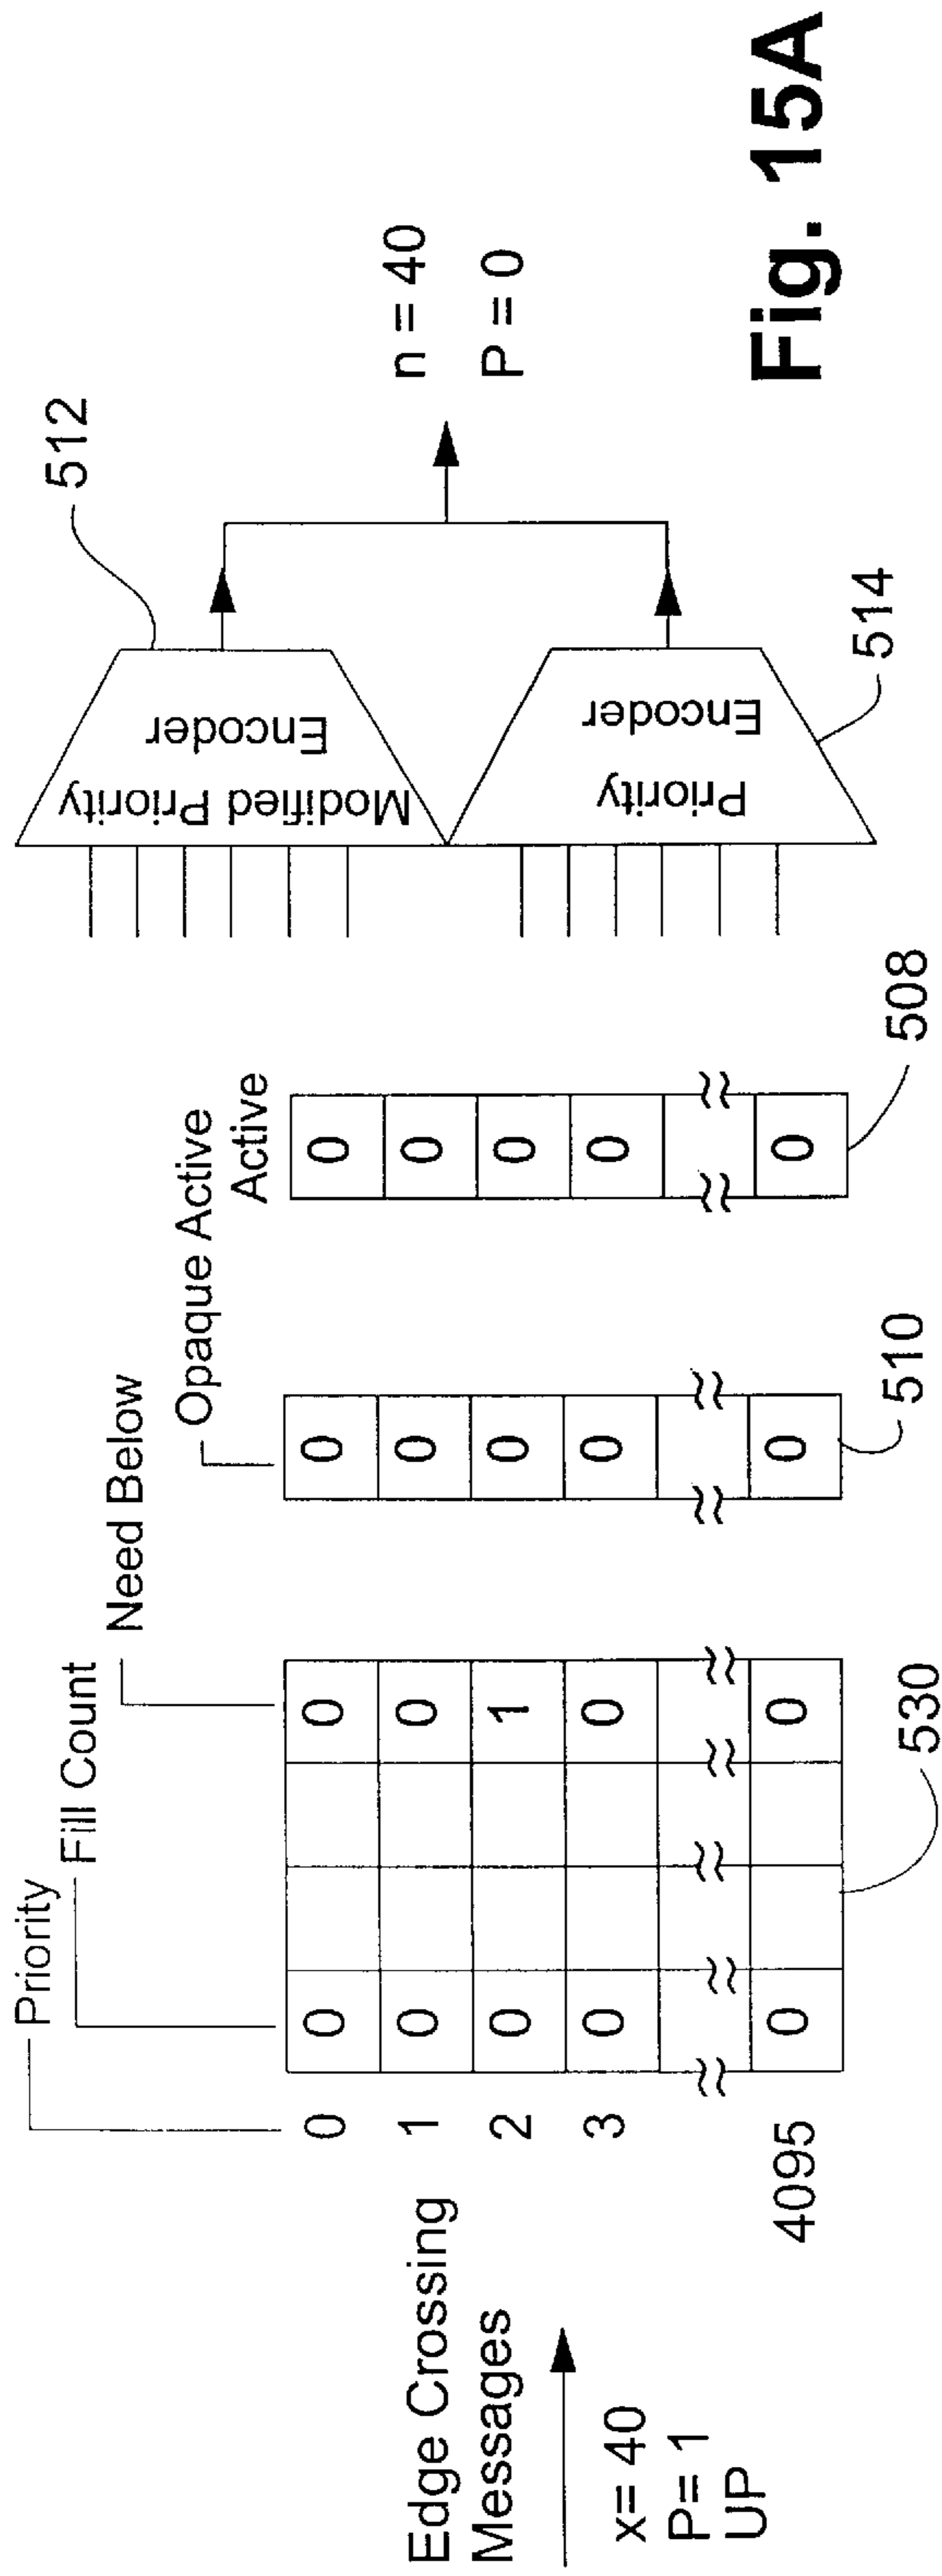 Priority
Fill Count
Need Below
Opaque Active
Active
512
0
1
2
3
4095
0
0
0
0
0
0
0
1
0
0
0
0
0
0
0
0
0
0
0
0
530
510
508
Modified Priority
Encoder
Priority
Encoder
514
Edge Crossing
Messages
x= 40
P= 1
UP
n = 40
P = 0
Fig. 15A